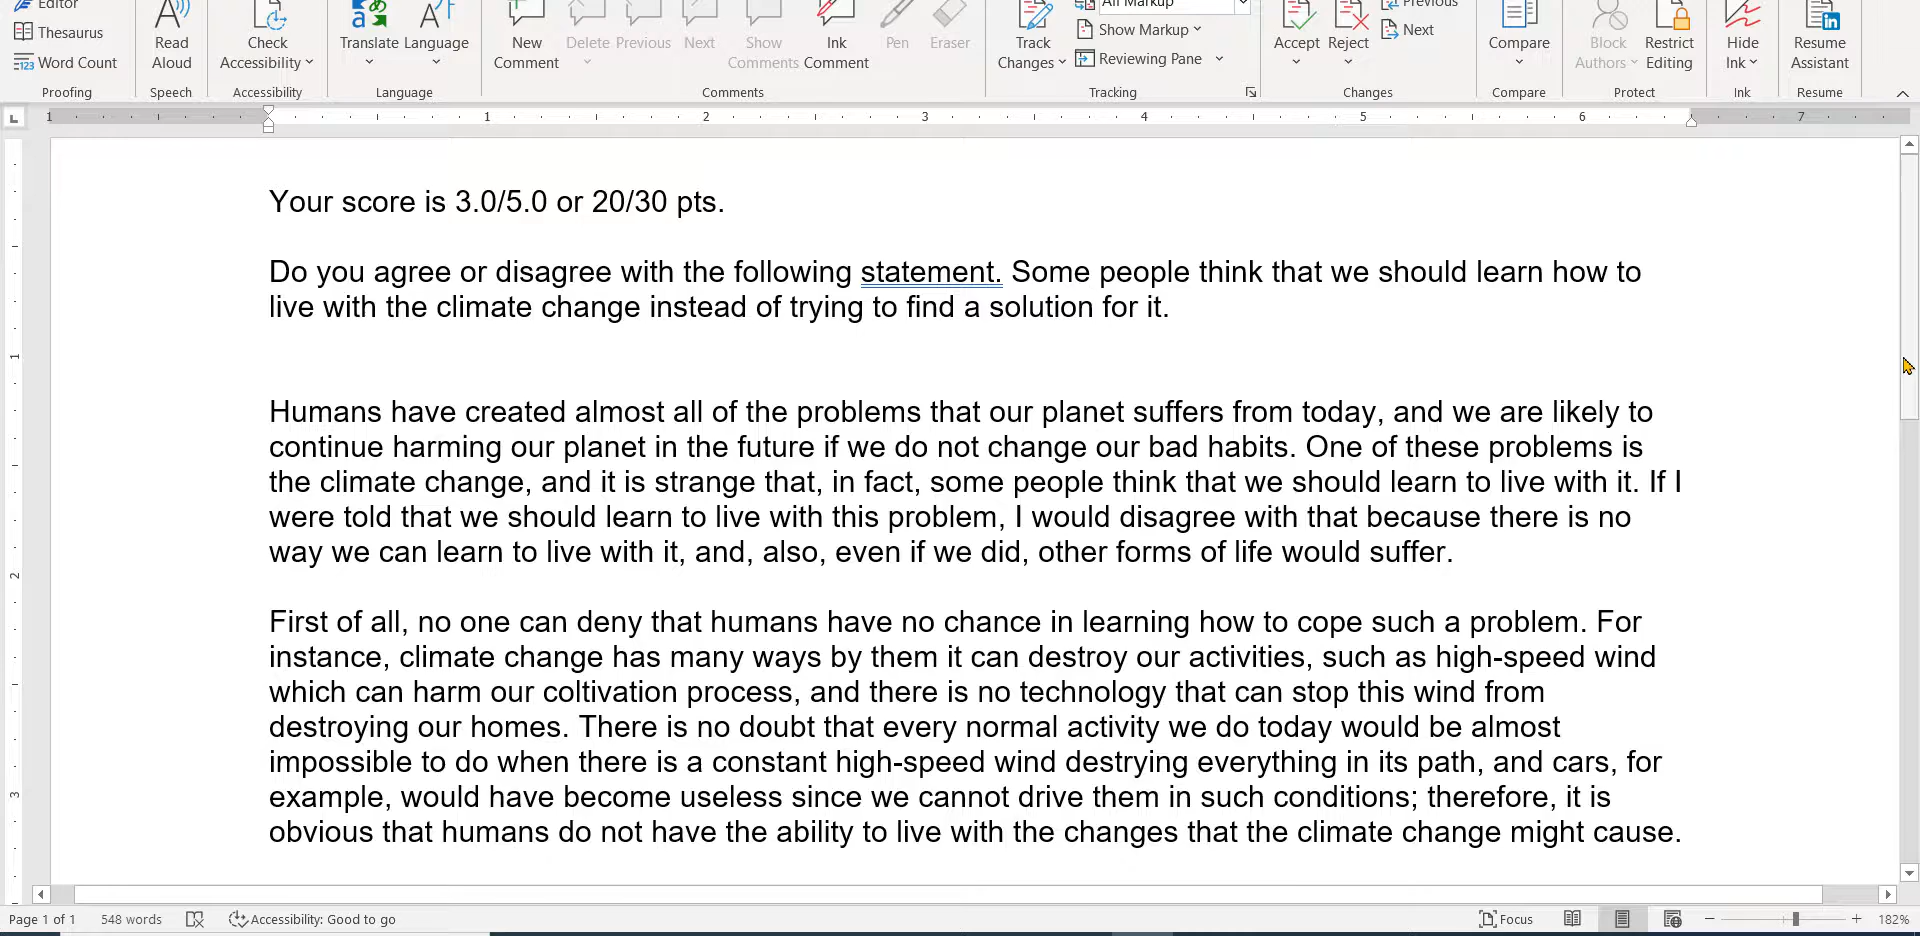 Editor
Thesaurus
Word Count
Proofing
Read
Aloud
Speech
Check
Accessibility
Accessibility
Translate Language
Language
New
Comment
Delete Previous Next
Show
Comments
Ink
Comment
Pen
Eraser
Comments
Track
Changes
All Markup
Show Markup
Reviewing Pane
Tracking
Accept Reject
Previous
Next
Changes
Compare
Compare
Block
Authors
Restrict
Editing
Protect
Hide
Ink
Ink
Resume
Assistant
Resume
1 1 2 3 4 5 6 7
Your score is 3.0/5.0 or 20/30 pts.
Do you agree or disagree with the following statement. Some people think that we should learn how to
live with the climate change instead of trying to find a solution for it.
Humans have created almost all of the problems that our planet suffers from today, and we are likely to
continue harming our planet in the future if we do not change our bad habits. One of these problems is
the climate change, and it is strange that, in fact, some people think that we should learn to live with it. If I
were told that we should learn to live with this problem, I would disagree with that because there is no
way we can learn to live with it, and, also, even if we did, other forms of life would suffer.
First of all, no one can deny that humans have no chance in learning how to cope such a problem. For
instance, climate change has many ways by them it can destroy our activities, such as high-speed wind
which can harm our coltivation process, and there is no technology that can stop this wind from
destroying our homes. There is no doubt that every normal activity we do today would be almost
impossible to do when there is a constant high-speed wind destrying everything in its path, and cars, for
example, would have become useless since we cannot drive them in such conditions; therefore, it is
obvious that humans do not have the ability to live with the changes that the climate change might cause.
1
2
3
Page 1 of 1 548 words Accessibility: Good to go Focus 182%